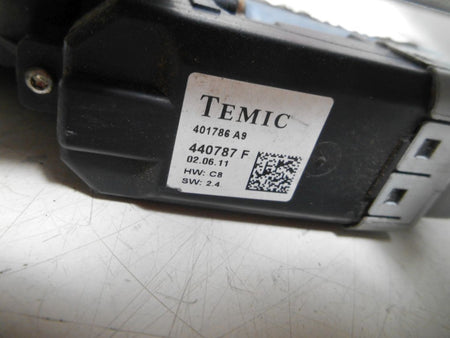 TEMIC
401786 A9
440787 F
02.06.11
HW: C8
SW: 2.4